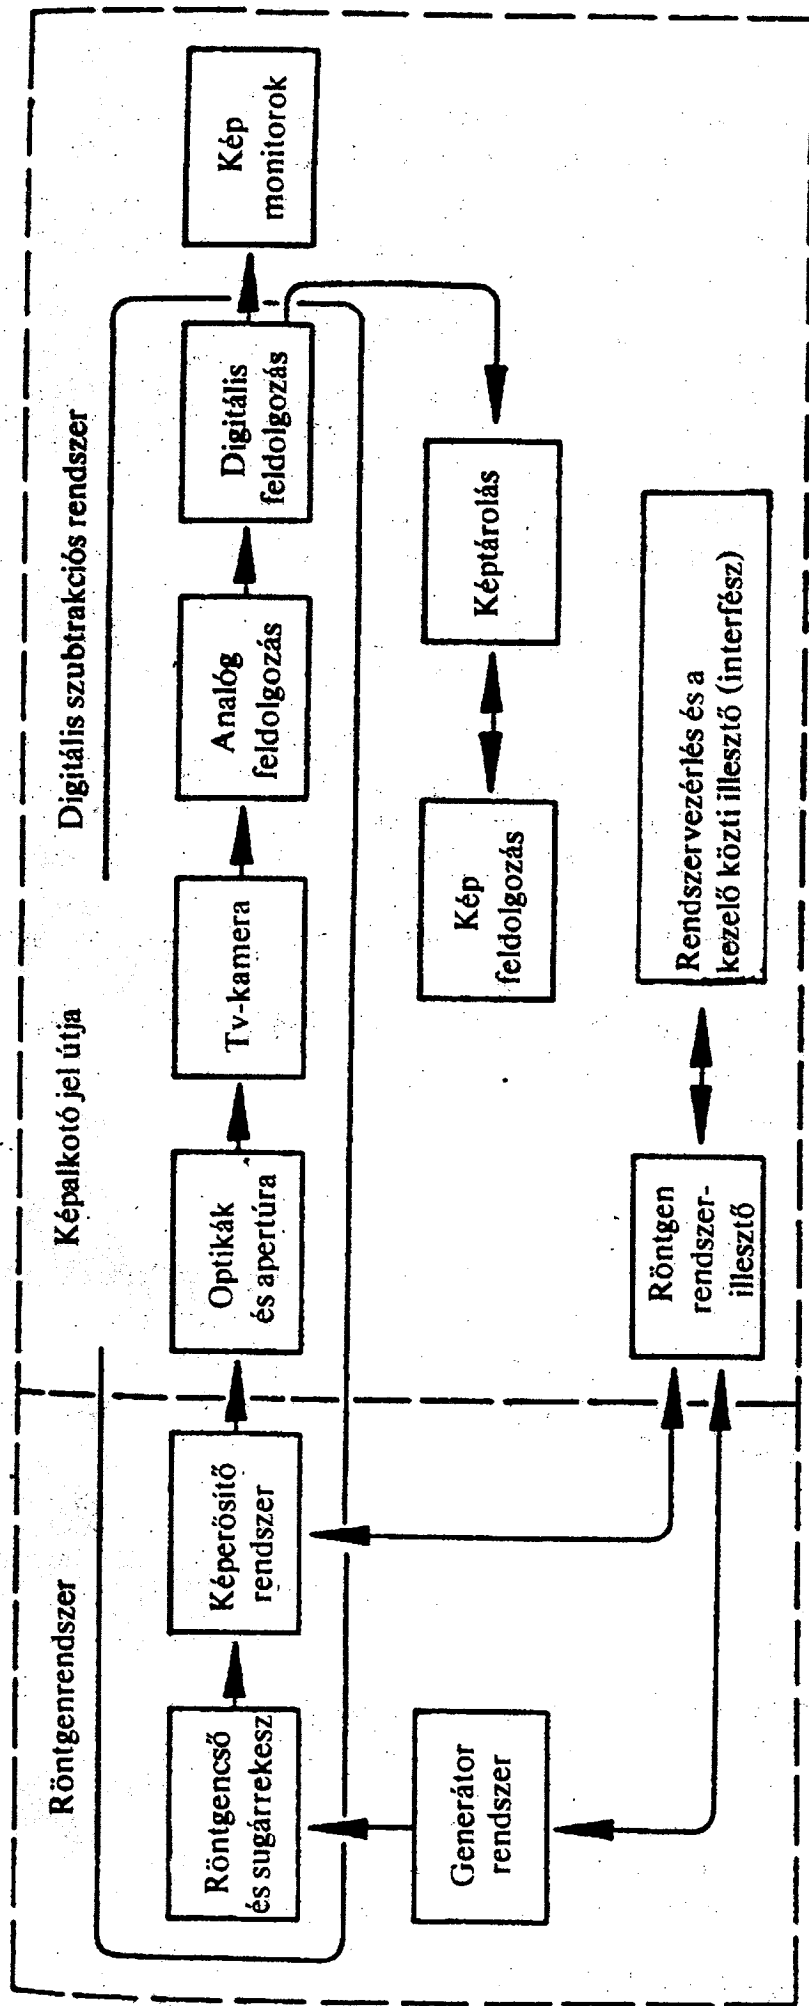 Röntgenrendszer
Képalkotó jel útja
Digitális szubtrakciós rendszer
Röntgencső
és sugárrekesz
Képerősítő
rendszer
Optikák
és apertúra
Tv-kamera
Analóg
feldolgozás
Digitális
feldolgozás
Kép
monitorok
Generátor
rendszer
Kép
feldolgozás
Képtárolás
Röntgen
rendszer-
illesztő
Rendszervezérlés és a
kezelő közti illesztő (interfész)